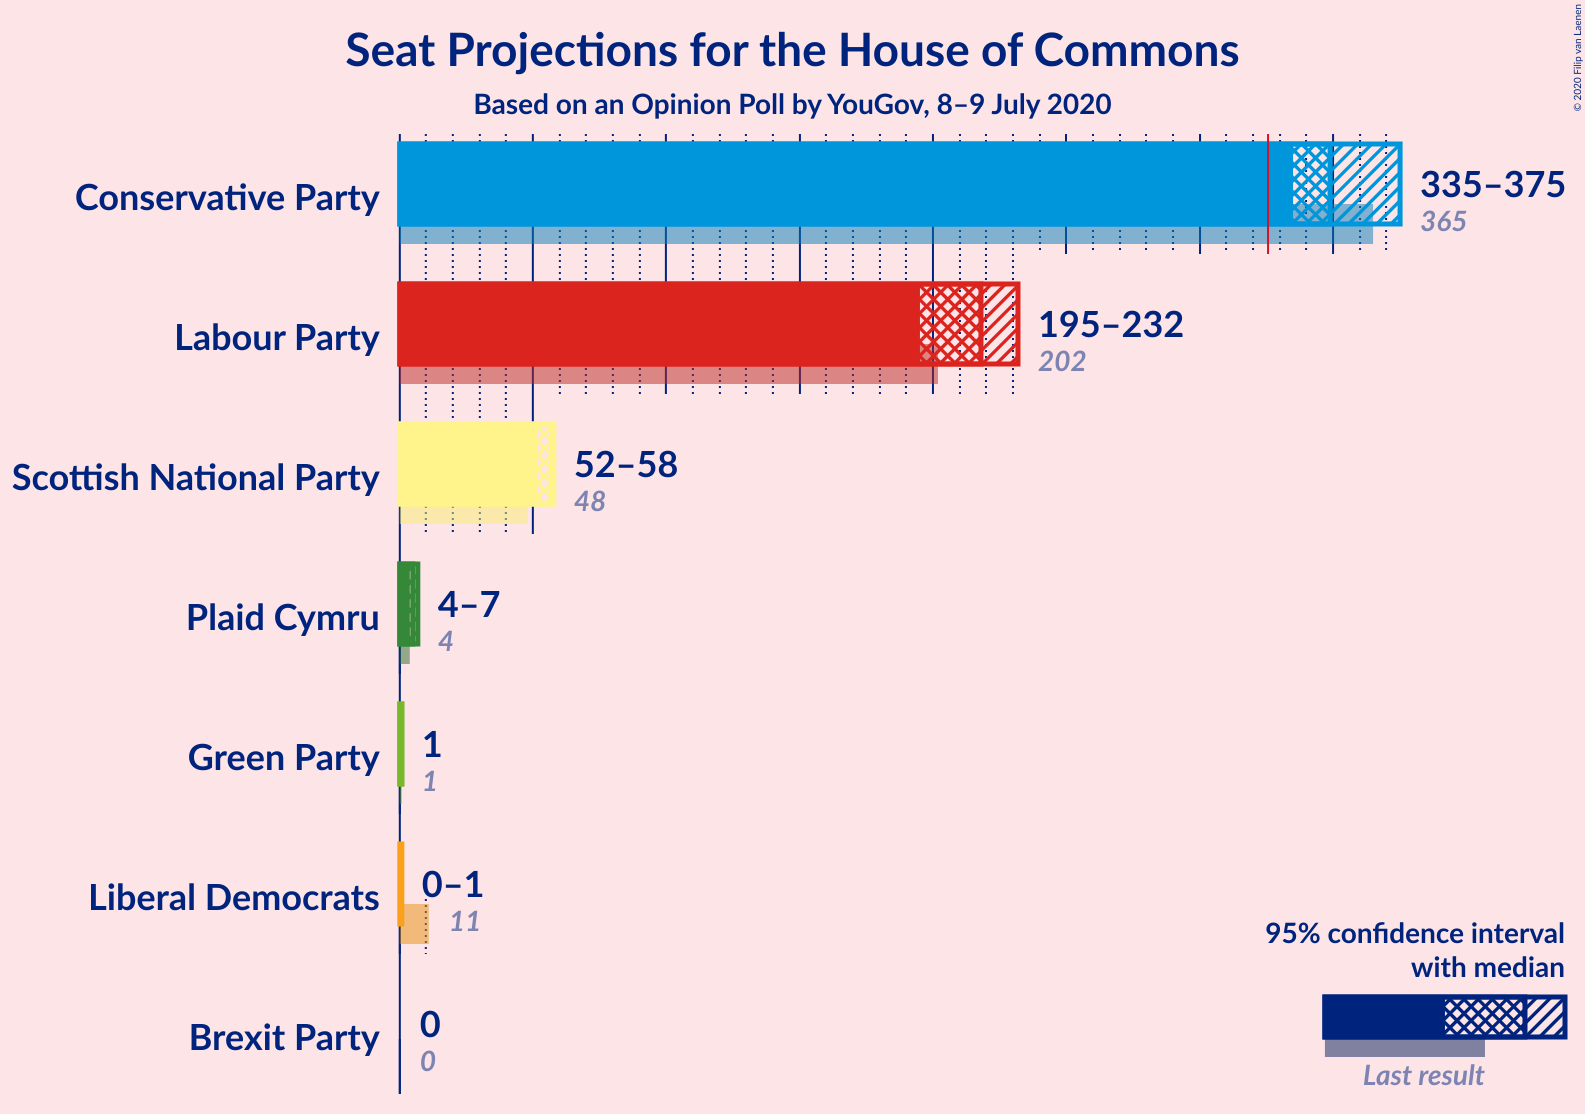 Seat Projections for the House of Commons
Based on an Opinion Poll by YouGov, 8–9 July 2020
© 2020 Filip van Laenen
Conservative Party
335–375
365
Labour Party
195–232
202
Scottish National Party
52–58
48
Plaid Cymru
4–7
4
Green Party
1
1
Liberal Democrats
0–1
11
Brexit Party
0
0
95% confidence interval
with median
Last result